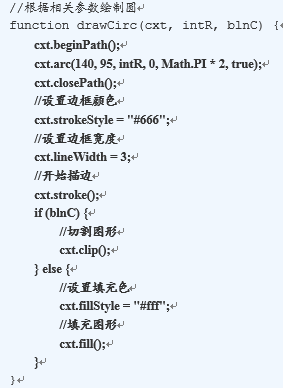 //根据相关参数绘制图↵
function drawCirc(cxt, intR, blnC) {↵
cxt.beginPath();↵
cxt.arc(140, 95, intR, 0, Math.PI * 2, true);↵
cxt.closePath();↵
//设置边框颜色↵
cxt.strokeStyle = "#666";↵
//设置边框宽度↵
cxt.lineWidth = 3;↵
//开始描边↵
cxt.stroke();↵
if (blnC) {↵
//切割图形↵
cxt.clip();↵
} else {↵
//设置填充色↵
cxt.fillStyle = "#fff";↵
//填充图形↵
cxt.fill();↵
}↵
}↵